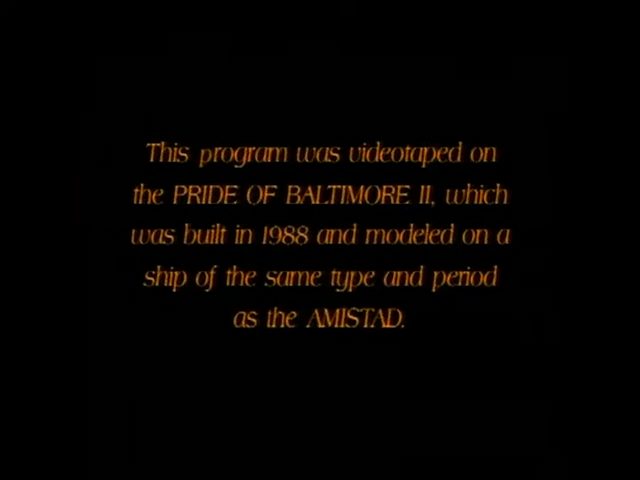 This program was videotaped on
the PRIDE OF BALTIMORE II, which
was built in 1988 and modeled on a
ship of the same type and period
as the AMISTAD.